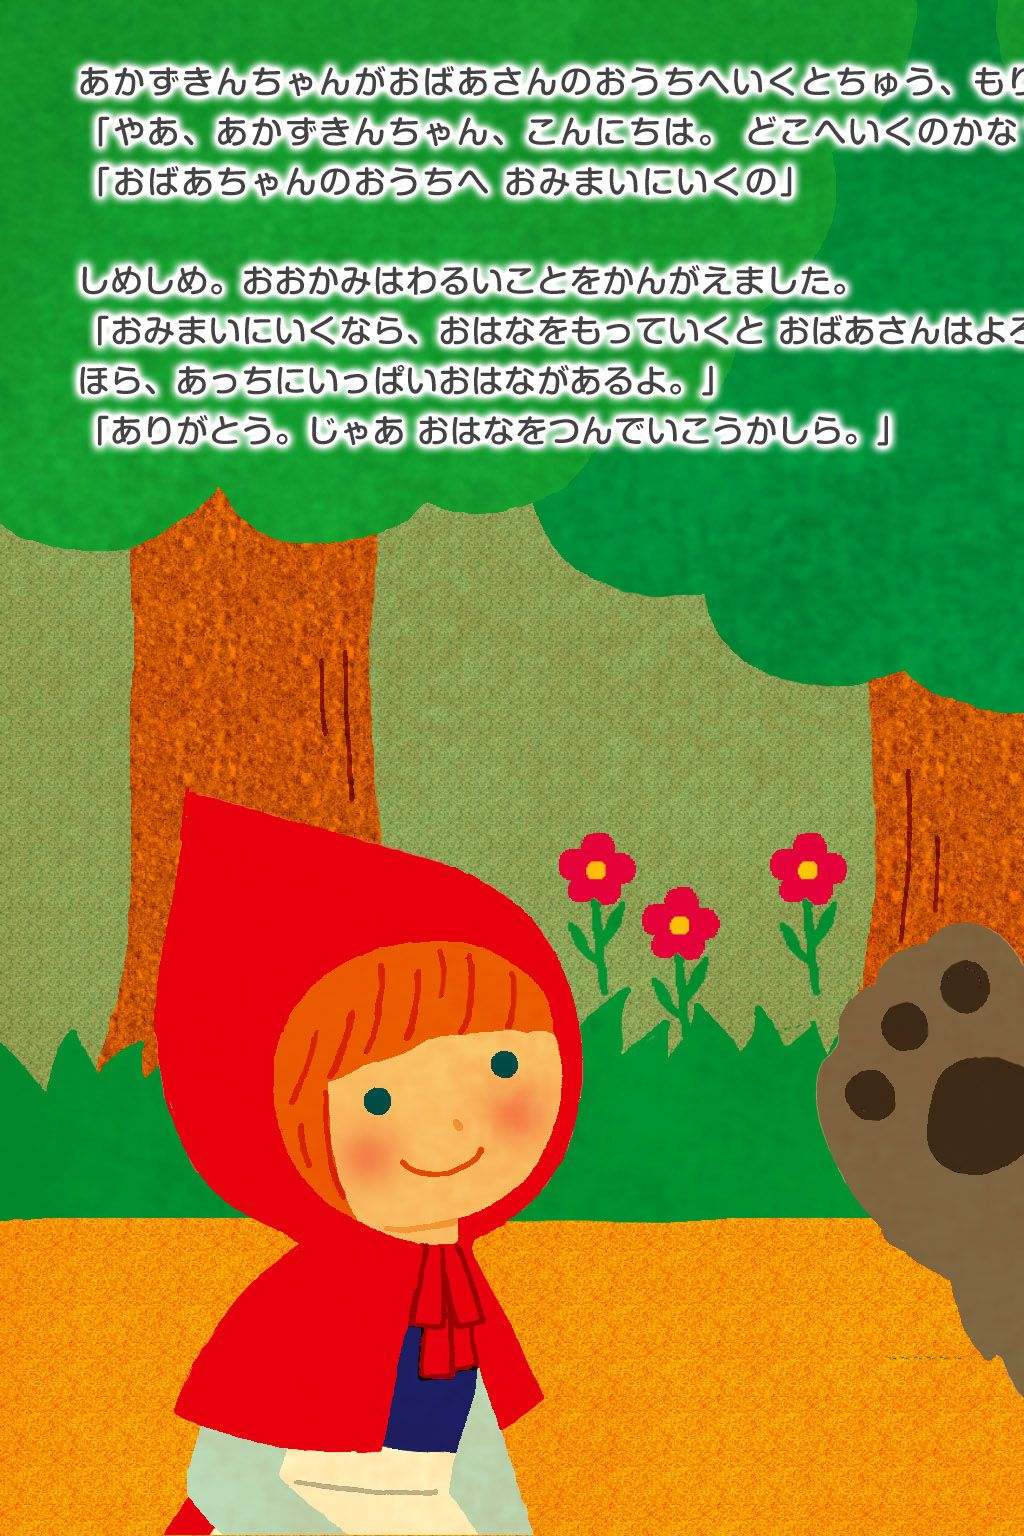 あかずきんちゃんがおばあさんのおうちへいくとちゅう、もり
「やあ、あかずきんちゃん、こんにちは。 どこへいくのかな
「おばあちゃんのおうちへ おみまいにいくの」
しめしめ。おおかみはわるいことをかんがえました。
「おみまいにいくなら、おはなをもっていくと おばあさんはよろ
ほら、あっちにいっぱいおはながあるよ。」
「ありがとう。じゃあ おはなをつんでいこうかしら。」